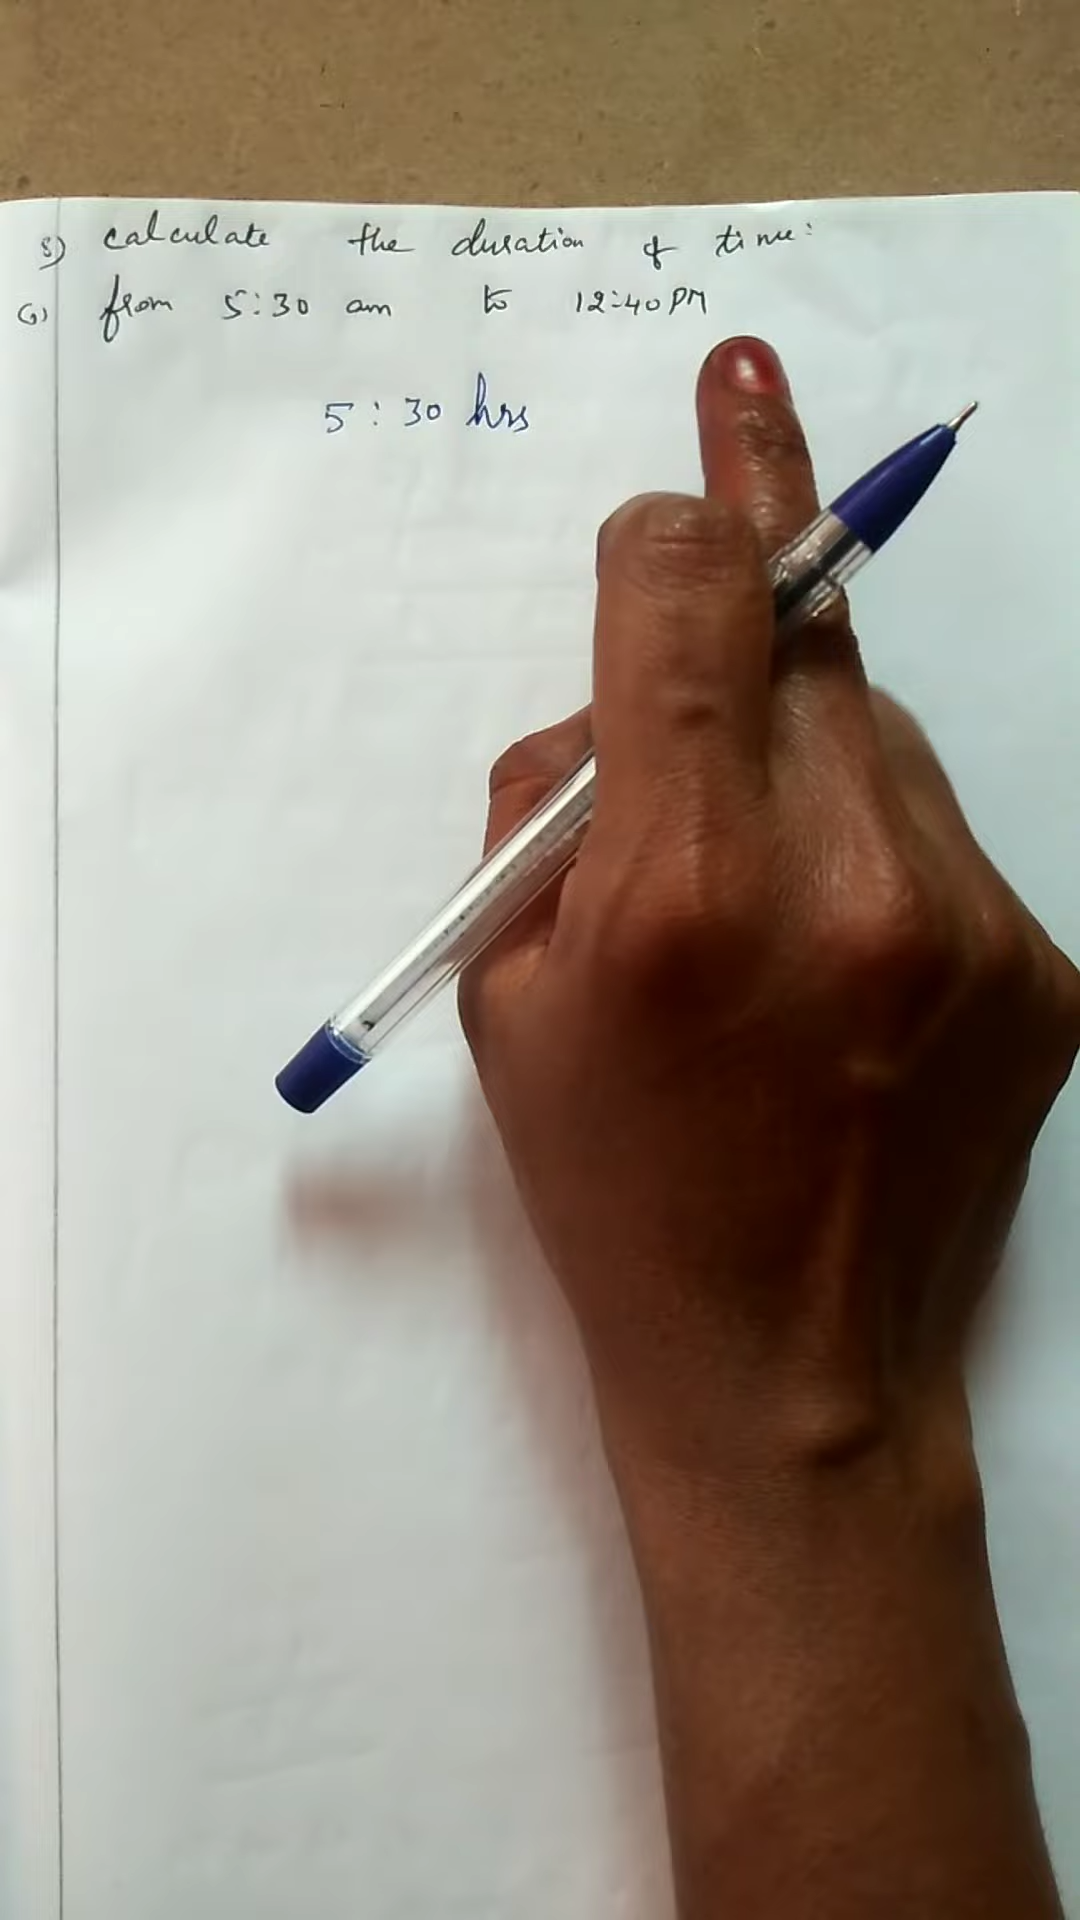 8) calculate the duration of time:
(i) from 5:30 am to 12:40 PM
5:30 hrs